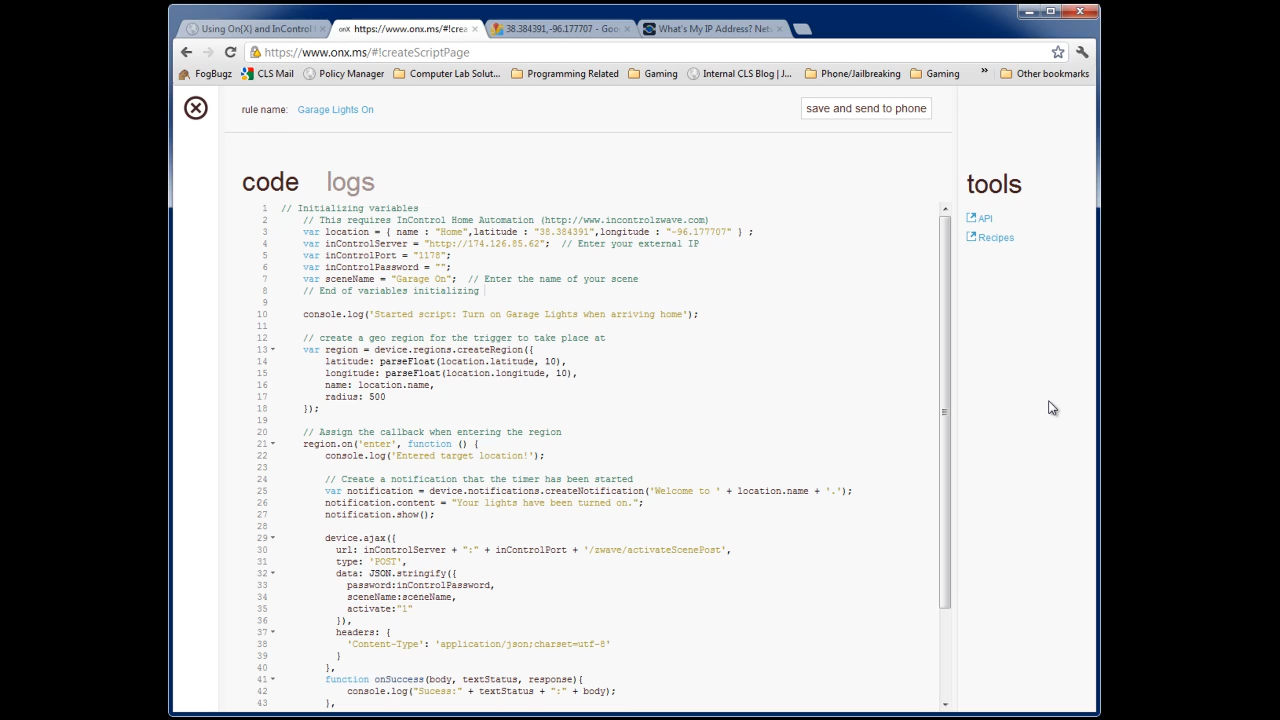 Using On{X} and InControl
onX https://www.onx.ms/#!crea
38.384391,-96.177707 - Goo
What's My IP Address? Netw
https://www.onx.ms/#!createScriptPage
FogBugz CLS Mail Policy Manager Computer Lab Solut... Programming Related Gaming Internal CLS Blog | J... Phone/Jailbreaking Gaming » Other bookmarks
rule name: Garage Lights On save and send to phone
code logs
tools
API
Recipes
1 // Initializing variables
2 // This requires InControl Home Automation (http://www.incontrolzwave.com)
3 var location = { name : "Home",latitude : "38.384391",longitude : "-96.177707" } ;
4 var inControlServer = "http://174.126.85.62"; // Enter your external IP
5 var inControlPort = "1178";
6 var inControlPassword = "";
7 var sceneName = "Garage On"; // Enter the name of your scene
8 // End of variables initializing
9
10 console.log('Started script: Turn on Garage Lights when arriving home');
11
12 // create a geo region for the trigger to take place at
13 var region = device.regions.createRegion({
14 latitude: parseFloat(location.latitude, 10),
15 longitude: parseFloat(location.longitude, 10),
16 name: location.name,
17 radius: 500
18 });
19
20 // Assign the callback when entering the region
21 region.on('enter', function () {
22 console.log('Entered target location!');
23
24 // Create a notification that the timer has been started
25 var notification = device.notifications.createNotification('Welcome to ' + location.name + '.');
26 notification.content = "Your lights have been turned on.";
27 notification.show();
28
29 device.ajax({
30 url: inControlServer + ":" + inControlPort + '/zwave/activateScenePost',
31 type: 'POST',
32 data: JSON.stringify({
33 password:inControlPassword,
34 sceneName:sceneName,
35 activate:"1"
36 }),
37 headers: {
38 'Content-Type': 'application/json;charset=utf-8'
39 }
40 },
41 function onSuccess(body, textStatus, response){
42 console.log("Sucess:" + textStatus + ":" + body);
43 },